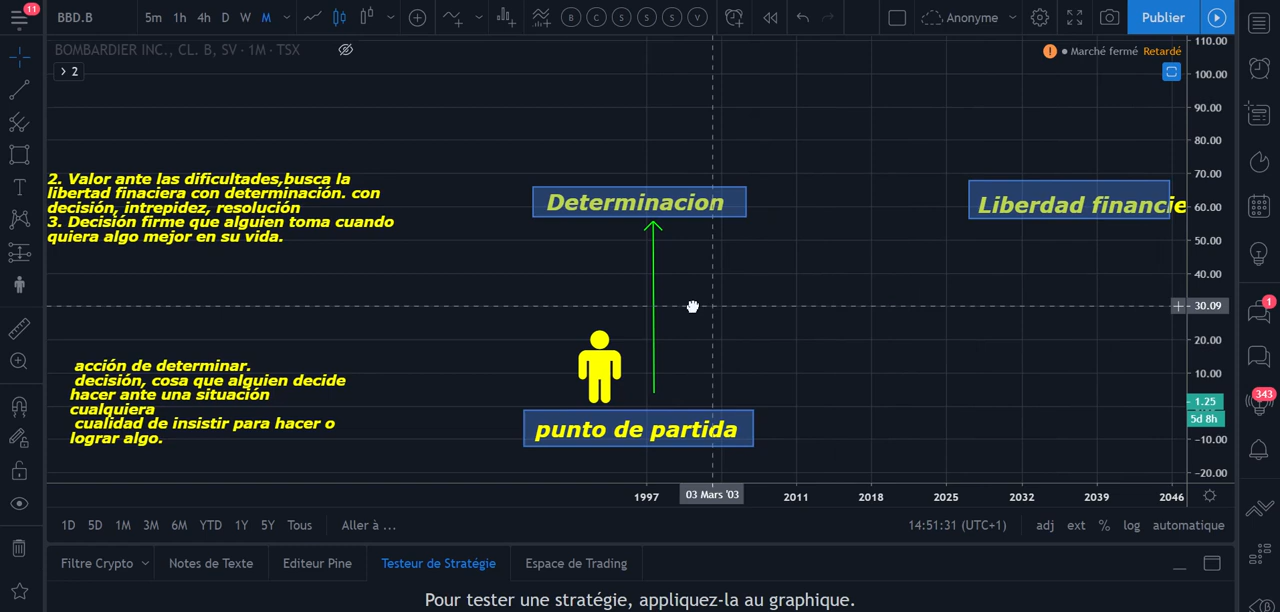 11
BBD.B
5m 1h 4h D W M
B C S S S V
Anonyme
Publier
BOMBARDIER INC., CL. B, SV · 1M · TSX
Marché fermé Retardé
2
110.00
100.00
90.00
80.00
70.00
60.00
50.00
40.00
30.09
20.00
10.00
1.25
5d 8h
−10.00
−20.00
2. Valor ante las dificultades,busca la
libertad finaciera con determinación. con
decisión, intrepidez, resolución
3. Decisión firme que alguien toma cuando
quiera algo mejor en su vida.
Determinacion
Liberdad financie
acción de determinar.
decisión, cosa que alguien decide
hacer ante una situación
cualquiera
cualidad de insistir para hacer o
lograr algo.
punto de partida
1
343
1997 03 Mars '03 2011 2018 2025 2032 2039 2046
1D 5D 1M 3M 6M YTD 1Y 5Y Tous Aller à ... 14:51:31 (UTC+1) adj ext % log automatique
Filtre Crypto Notes de Texte Editeur Pine Testeur de Stratégie Espace de Trading
Pour tester une stratégie, appliquez-la au graphique.